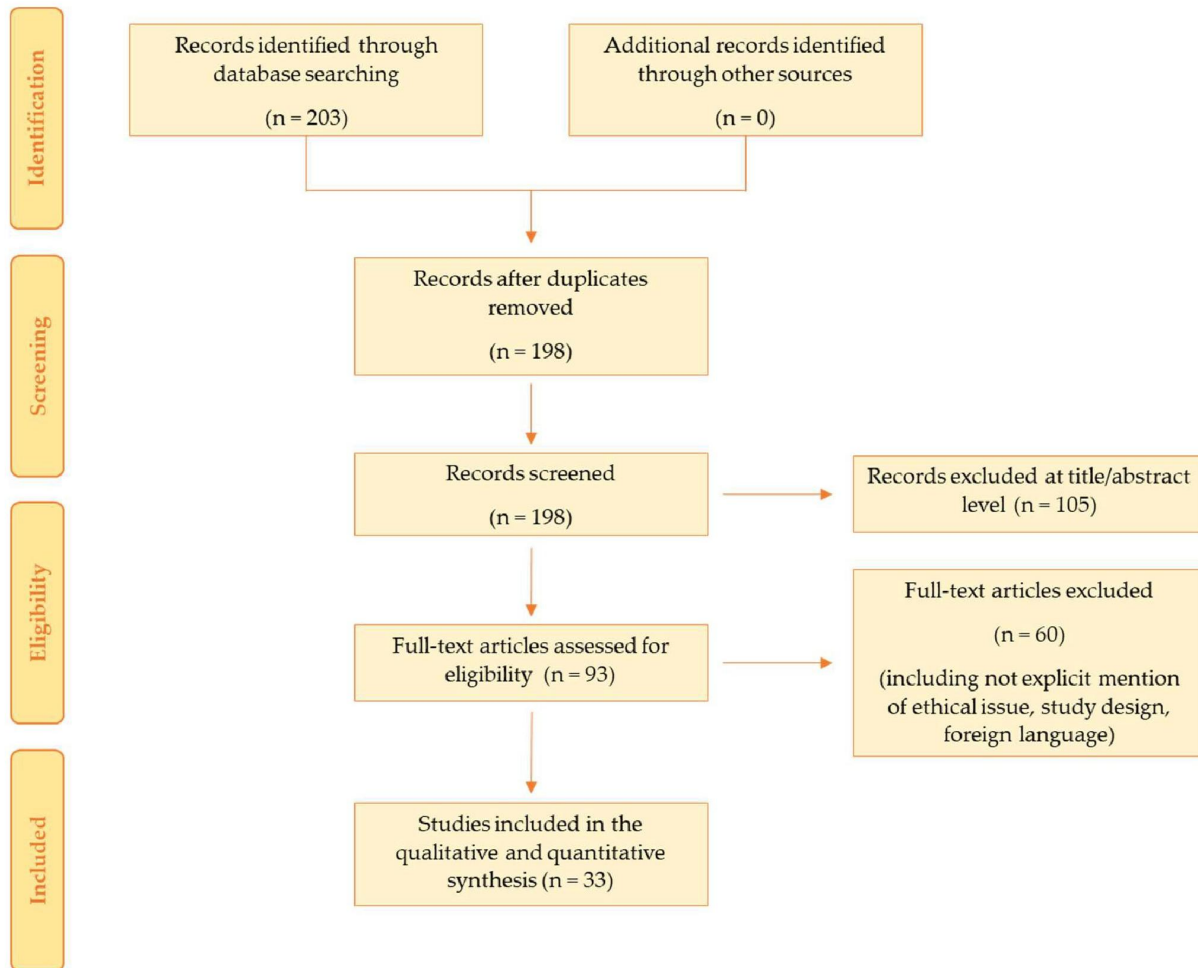 Identification
Records identified through
database searching
(n = 203)
Additional records identified
through other sources
(n = 0)
Screening
Records after duplicates
removed
(n = 198)
Records screened
(n = 198)
Records excluded at title/abstract
level (n = 105)
Eligibility
Full-text articles assessed for
eligibility (n = 93)
Full-text articles excluded
(n = 60)
(including not explicit mention
of ethical issue, study design,
foreign language)
Included
Studies included in the
qualitative and quantitative
synthesis (n = 33)